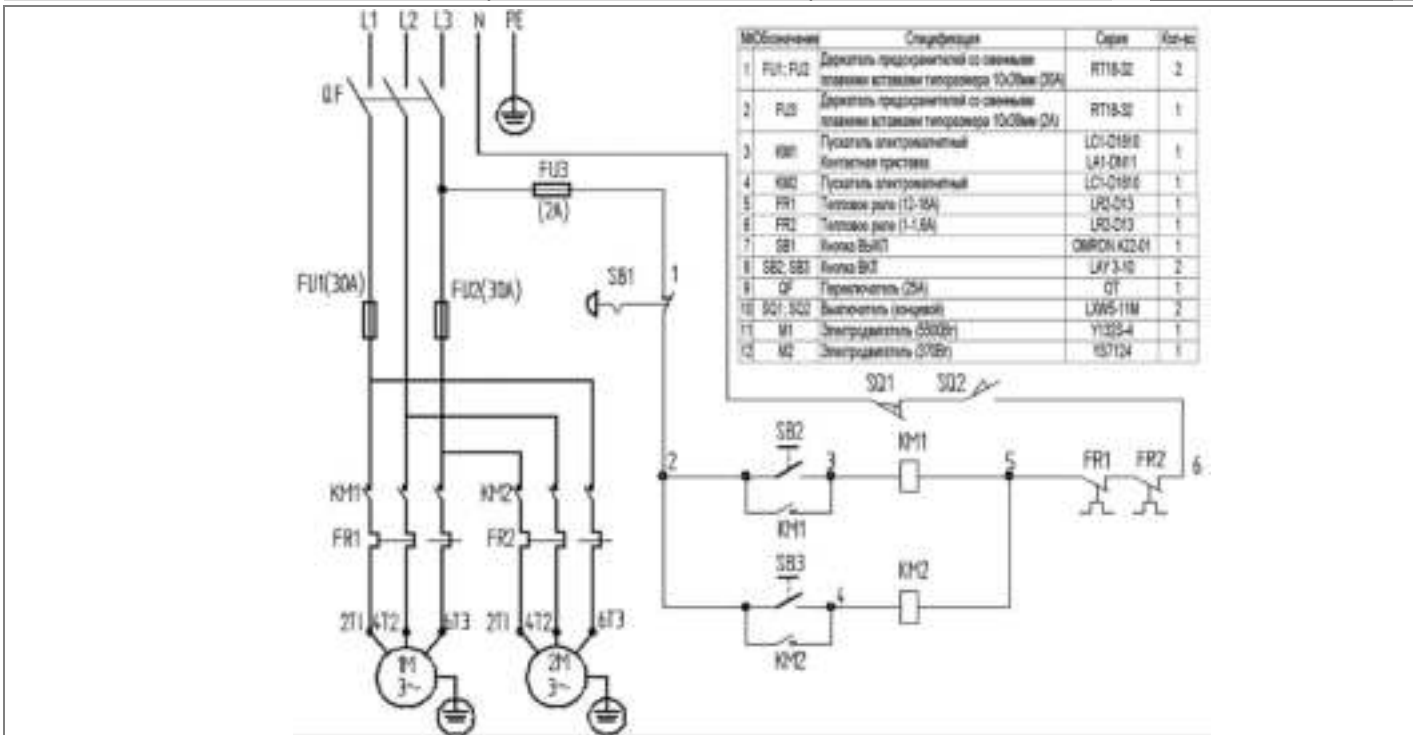 L1 L2 L3 N PE
QF
FU3
(2A)
FU1(30A)
FU2(30A)
SB1
1
№ Обозначение Спецификация Серия Кол-во
1 FU1; FU2 Держатель предохранителей со сменными плавкими вставками типоразмера 10х38мм (30А) RT18-32 2
2 FU3 Держатель предохранителей со сменными плавкими вставками типоразмера 10х38мм (2А) RT18-32 1
3 KM1 Пускатель электромагнитный LC1-D1810
Контактная приставка LA1-DN11 1
4 KM2 Пускатель электромагнитный LC1-D1810 1
5 FR1 Тепловое реле (12-18А) LR2-D13 1
6 FR2 Тепловое реле (1-1,6А) LR2-D13 1
7 SB1 Кнопка ВЫКЛ OMRON K22-01 1
8 SB2; SB3 Кнопка ВКЛ LAY 3-10 2
9 QF Переключатель (25А) QT 1
10 SQ1; SQ2 Выключатель (концевой) LXW5-11M 2
11 M1 Электродвигатель (5500Вт) Y132S-4 1
12 M2 Электродвигатель (370Вт) YS7124 1
SQ1 SQ2
SB2 KM1
2 3 5 FR1 FR2 6
KM1
KM1 KM2
FR1 FR2
SB3 KM2
4
KM2
2T1 4T2 6T3 2T1 4T2 6T3
1M
3~
2M
3~